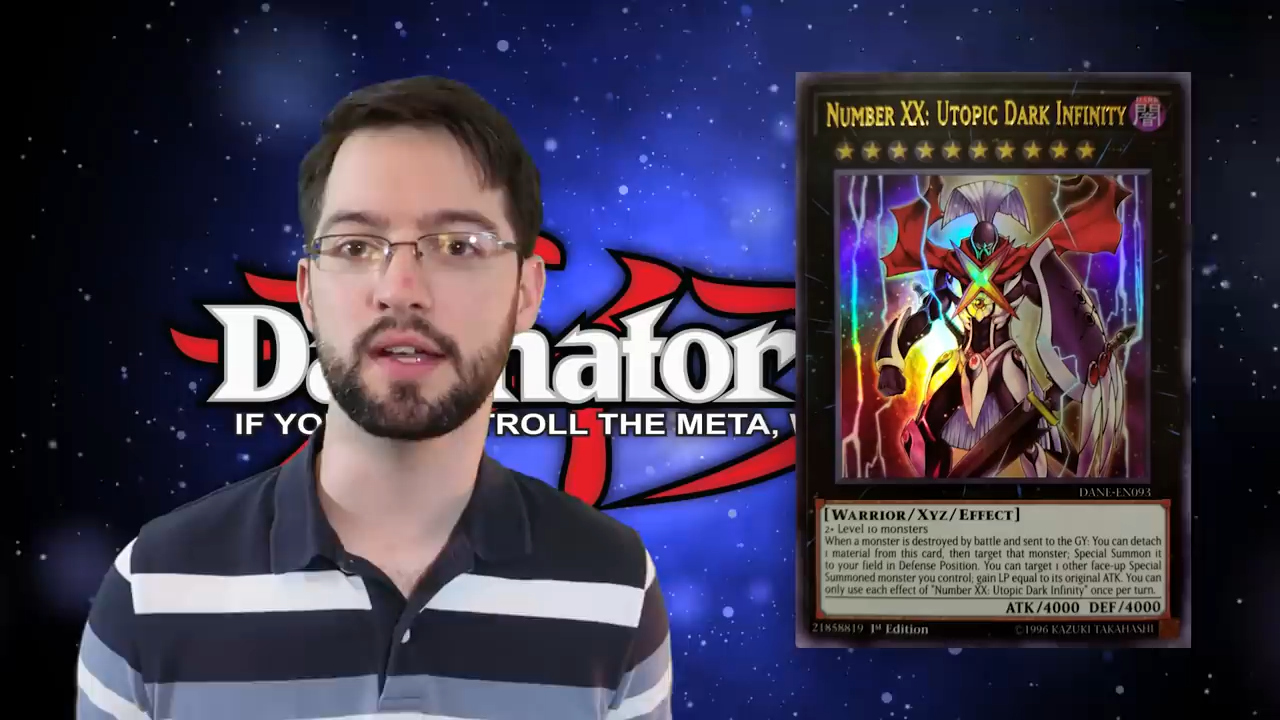 IF YO TROLL THE META,
NUMBER XX: UTOPIC DARK INFINITY
DARK
闇
DANE-EN093
[WARRIOR/XYZ/EFFECT]
2+ Level 10 monsters
When a monster is destroyed by battle and sent to the GY: You can detach
1 material from this card, then target that monster; Special Summon it
to your field in Defense Position. You can target 1 other face-up Special
Summoned monster you control; gain LP equal to its original ATK. You can
only use each effect of "Number XX: Utopic Dark Infinity" once per turn.
ATK/4000 DEF/4000
21858819 1st Edition ©1996 KAZUKI TAKAHASHI